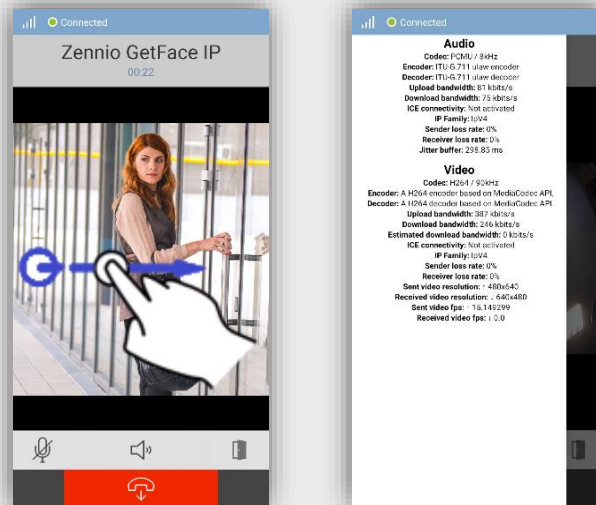 Connected
Zennio GetFace IP
00:22
Connected
Audio
Codec: PCMU / 8kHz
Encoder: ITU-G.711 ulaw encoder
Decoder: ITU-G.711 ulaw decoder
Upload bandwidth: 81 kbits/s
Download bandwidth: 75 kbits/s
ICE connectivity: Not activated
IP Family: IpV4
Sender loss rate: 0%
Receiver loss rate: 0%
Jitter buffer: 298.85 ms
Video
Codec: H264 / 90kHz
Encoder: A H264 encoder based on MediaCodec API.
Decoder: A H264 decoder based on MediaCodec API.
Upload bandwidth: 387 kbits/s
Download bandwidth: 246 kbits/s
Estimated download bandwidth: 0 kbits/s
ICE connectivity: Not activated
IP Family: IpV4
Sender loss rate: 0%
Receiver loss rate: 0%
Sent video resolution: ↑ 480x640
Received video resolution: ↓ 640x480
Sent video fps: ↑ 15.149299
Received video fps: ↓ 0.0